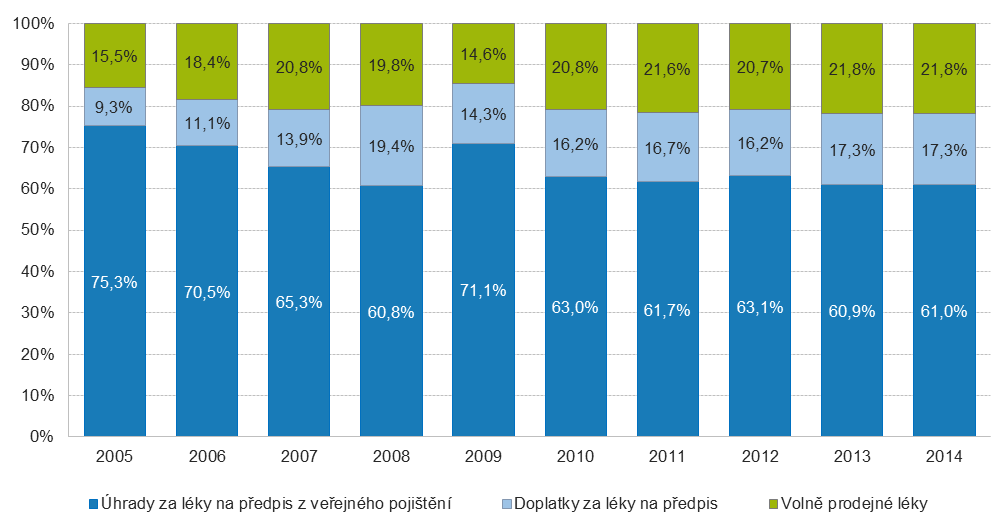 100%
90%
80%
70%
60%
50%
40%
30%
20%
10%
0%
15,5% 18,4% 20,8% 19,8% 14,6% 20,8% 21,6% 20,7% 21,8% 21,8%
9,3% 11,1% 13,9% 19,4% 14,3% 16,2% 16,7% 16,2% 17,3% 17,3%
75,3% 70,5% 65,3% 60,8% 71,1% 63,0% 61,7% 63,1% 60,9% 61,0%
2005 2006 2007 2008 2009 2010 2011 2012 2013 2014
Úhrady za léky na předpis z veřejného pojištění Doplatky za léky na předpis Volně prodejné léky